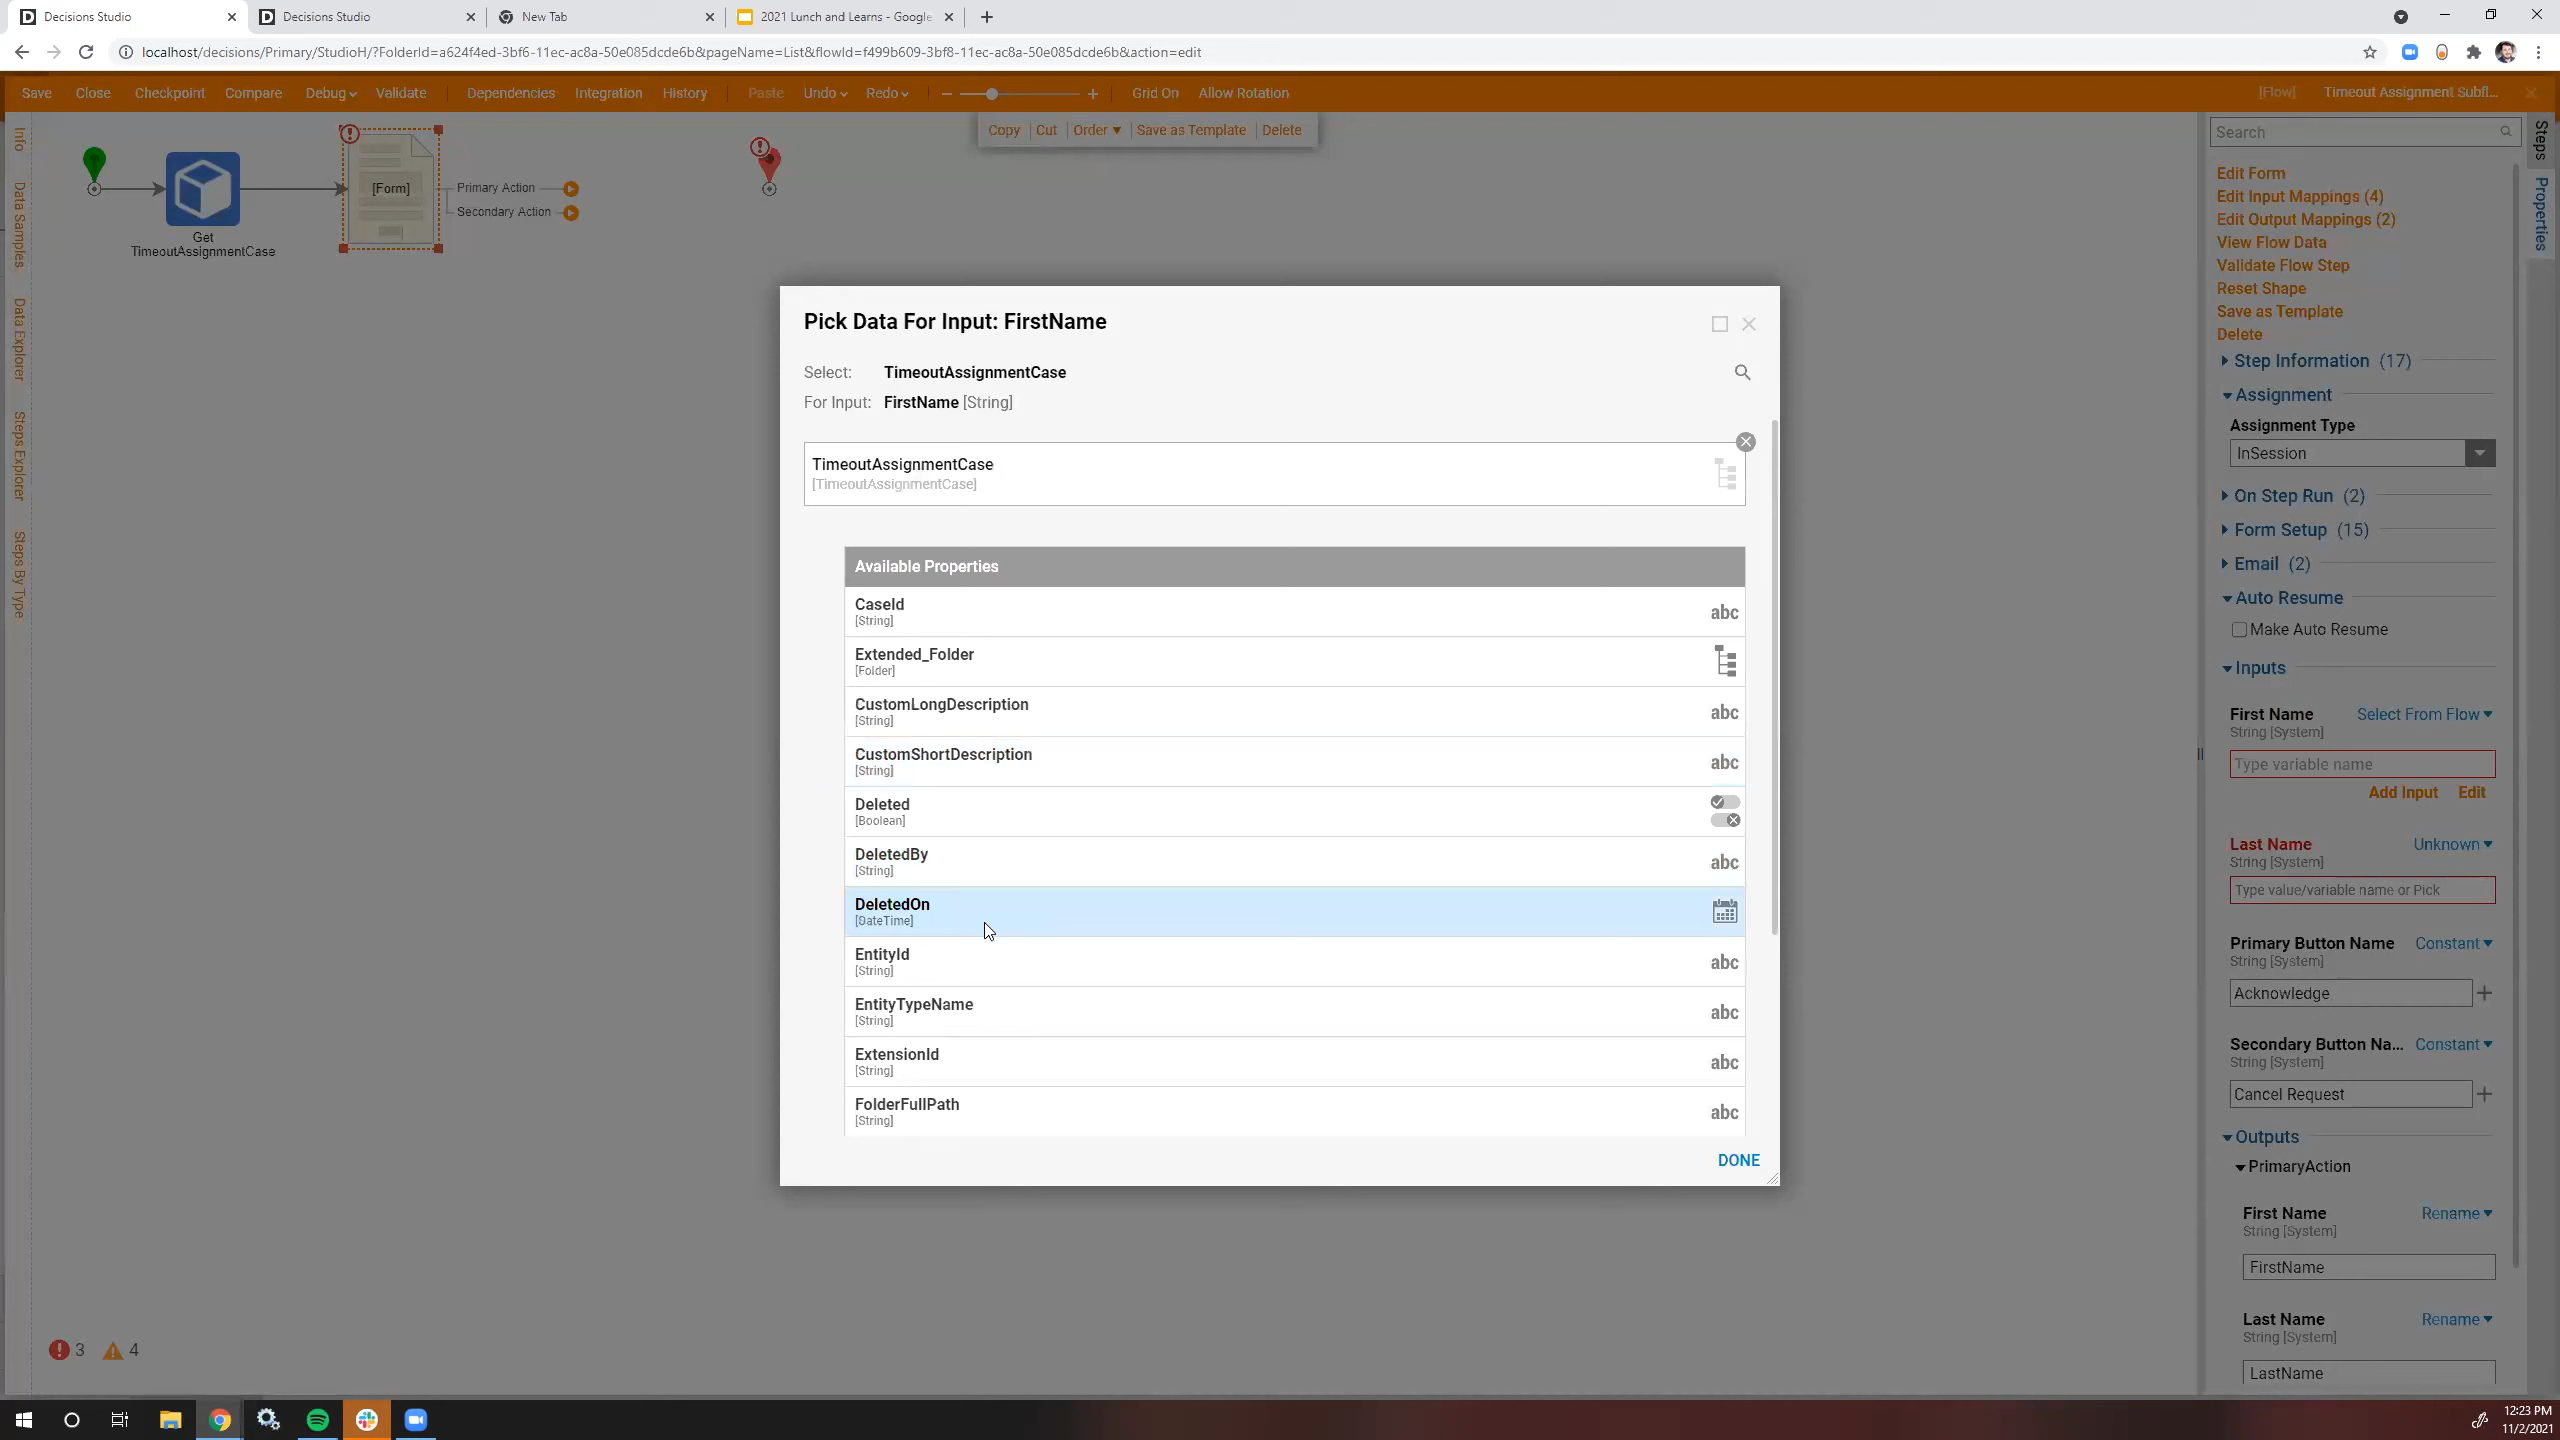 Decisions Studio
Decisions Studio
New Tab
2021 Lunch and Learns - Google
localhost/decisions/Primary/StudioH/?FolderId=a624f4ed-3bf6-11ec-ac8a-50e085dcde6b&pageName=List&flowId=f499b609-3bf8-11ec-ac8a-50e085dcde6b&action=edit
Save Close Checkpoint Compare Debug Validate Dependencies Integration History Paste Undo Redo Grid On Allow Rotation [Flow] Timeout Assignment Subfl...
Copy Cut Order Save as Template Delete
Info
Data Samples
Data Explorer
Steps Explorer
Steps By Type
Get
TimeoutAssignmentCase
[Form]
Primary Action
Secondary Action
3 4
Pick Data For Input: FirstName
Select: TimeoutAssignmentCase
For Input: FirstName [String]
TimeoutAssignmentCase
[TimeoutAssignmentCase]
Available Properties
CaseId
[String]
abc
Extended_Folder
[Folder]
CustomLongDescription
[String]
abc
CustomShortDescription
[String]
abc
Deleted
[Boolean]
DeletedBy
[String]
abc
DeletedOn
[DateTime]
EntityId
[String]
abc
EntityTypeName
[String]
abc
ExtensionId
[String]
abc
FolderFullPath
[String]
abc
DONE
Search
Steps
Properties
Edit Form
Edit Input Mappings (4)
Edit Output Mappings (2)
View Flow Data
Validate Flow Step
Reset Shape
Save as Template
Delete
Step Information (17)
Assignment
Assignment Type
InSession
On Step Run (2)
Form Setup (15)
Email (2)
Auto Resume
Make Auto Resume
Inputs
First Name Select From Flow
String [System]
Type variable name
Add Input Edit
Last Name Unknown
String [System]
Type value/variable name or Pick
Primary Button Name Constant
String [System]
Acknowledge
Secondary Button Na... Constant
String [System]
Cancel Request
Outputs
PrimaryAction
First Name Rename
String [System]
FirstName
Last Name Rename
String [System]
LastName
12:23 PM
11/2/2021